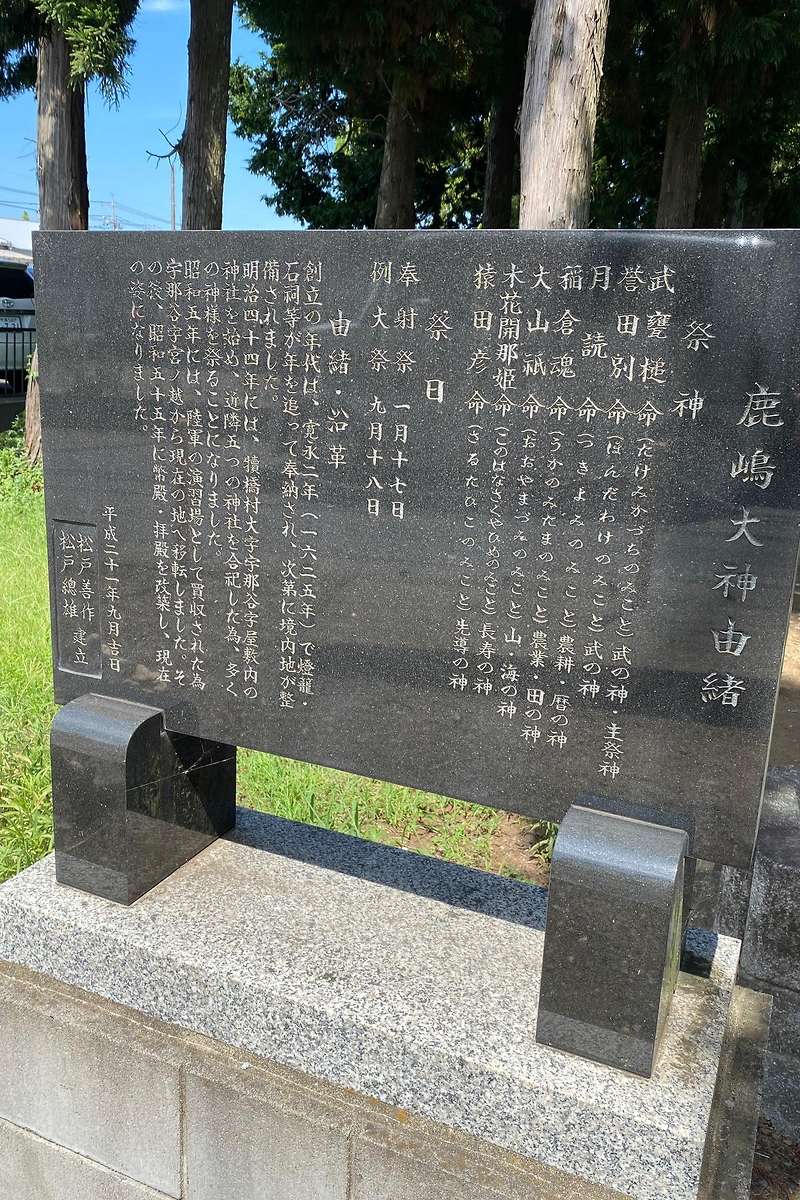 鹿嶋大神由緒
祭神
武甕槌命(たけみかづちのみこと)武の神・主祭神
誉田別命(ほんだわけのみこと)武の神
月読命(つきよみのみこと)農耕・暦の神
稲倉魂命(うかのみたまのみこと)農業・田の神
大山祇命(おおやまづみのみこと)山・海の神
木花開那姫命(このはなさくやひめのみこと)長寿の神
猿田彦命(さるたひこのみこと)先導の神
祭日
奉射祭 一月十七日
例大祭 九月十八日
由緒・沿革
創立の年代は、寛永二年(一六二五年)で燈籠・
石祠等が年を追って奉納され、次第に境内地が整
備されました。
明治四十四年には、犢橋村大字宇那谷字屋敷内の
神社を始め、近隣五つの神社を合祀した為、多く
の神様を祭ることになりました。
昭和五年には、陸軍の演習場として買収された為
宇那谷字宮ノ越から現在の地へ移転しました。そ
の後、昭和五十五年に幣殿・拝殿を改築し、現在
の姿になりました。
平成二十一年九月吉日
松戸善作
松戸總雄
建立